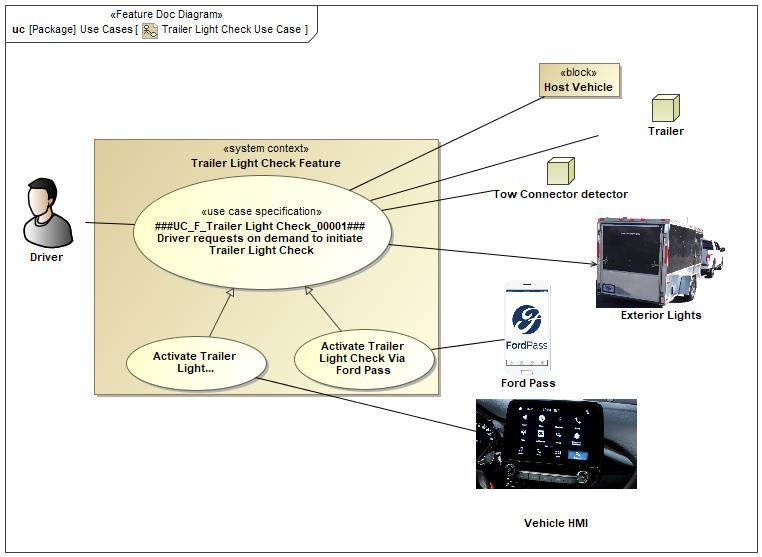 «Feature Doc Diagram»
uc [Package] Use Cases [ Trailer Light Check Use Case ]
«block»
Host Vehicle
Trailer
«system context»
Trailer Light Check Feature
Tow Connector detector
«use case specification»
###UC_F_Trailer Light Check_00001###
Driver requests on demand to initiate
Trailer Light Check
Driver
Exterior Lights
FordPass
Activate Trailer
Light...
Activate Trailer
Light Check Via
Ford Pass
Ford Pass
Vehicle HMI